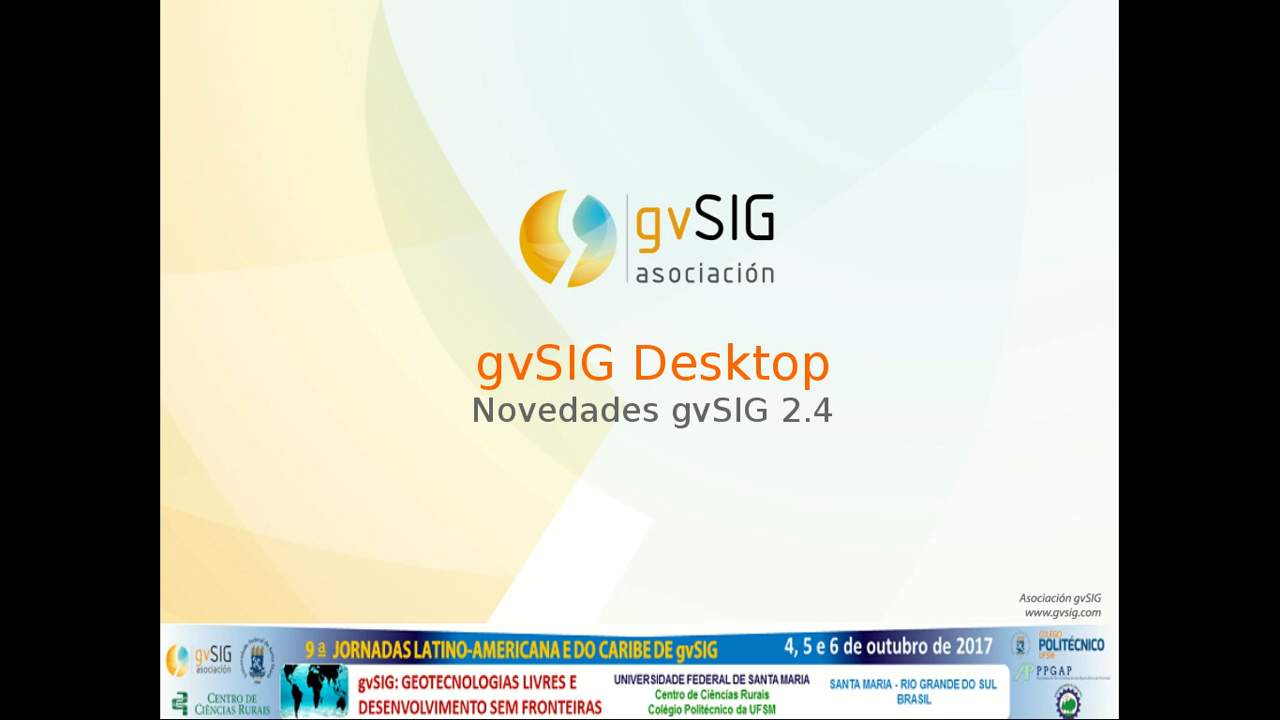 gvSIG
asociación
gvSIG Desktop
Novedades gvSIG 2.4
Asociación gvSIG
www.gvsig.com
9ª JORNADAS LATINO-AMERICANA E DO CARIBE DE gvSIG
4, 5 e 6 de outubro de 2017
gvSIG
asociación
CENTRO DE
CIÊNCIAS RURAIS
gvSIG: GEOTECNOLOGIAS LIVRES E
DESENVOLVIMENTO SEM FRONTEIRAS
UNIVERSIDADE FEDERAL DE SANTA MARIA
Centro de Ciências Rurais
Colégio Politécnico da UFSM
SANTA MARIA - RIO GRANDE DO SUL
BRASIL
COLÉGIO
POLITÉCNICO
UFSM
PPGAP